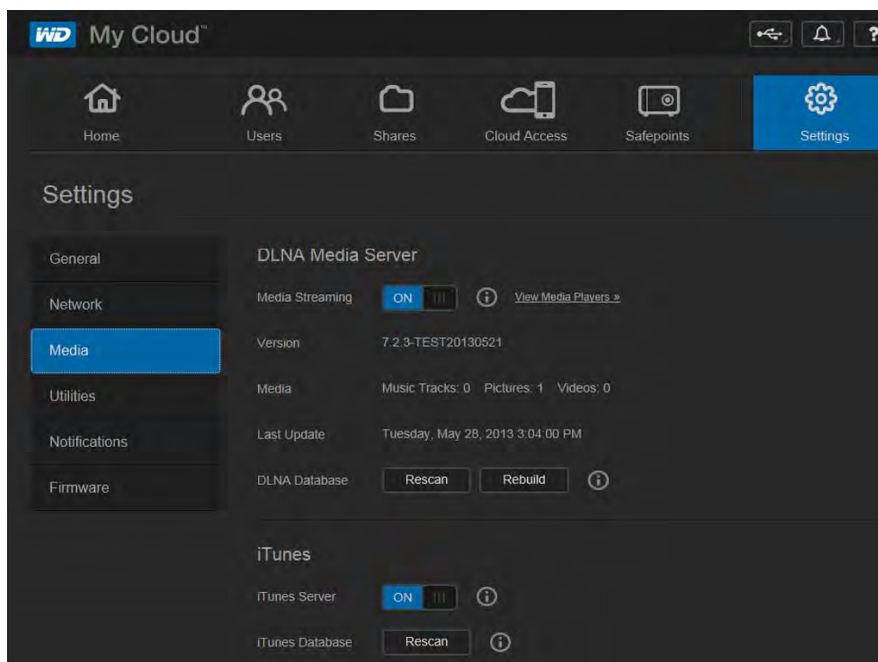 WD My Cloud™
?
Home Users Shares Cloud Access Safepoints Settings
Settings
General
Network
Media
Utilities
Notifications
Firmware
DLNA Media Server
Media Streaming ON View Media Players »
Version 7.2.3-TEST20130521
Media Music Tracks: 0 Pictures: 1 Videos: 0
Last Update Tuesday, May 28, 2013 3:04:00 PM
DLNA Database Rescan Rebuild
iTunes
iTunes Server ON
iTunes Database Rescan